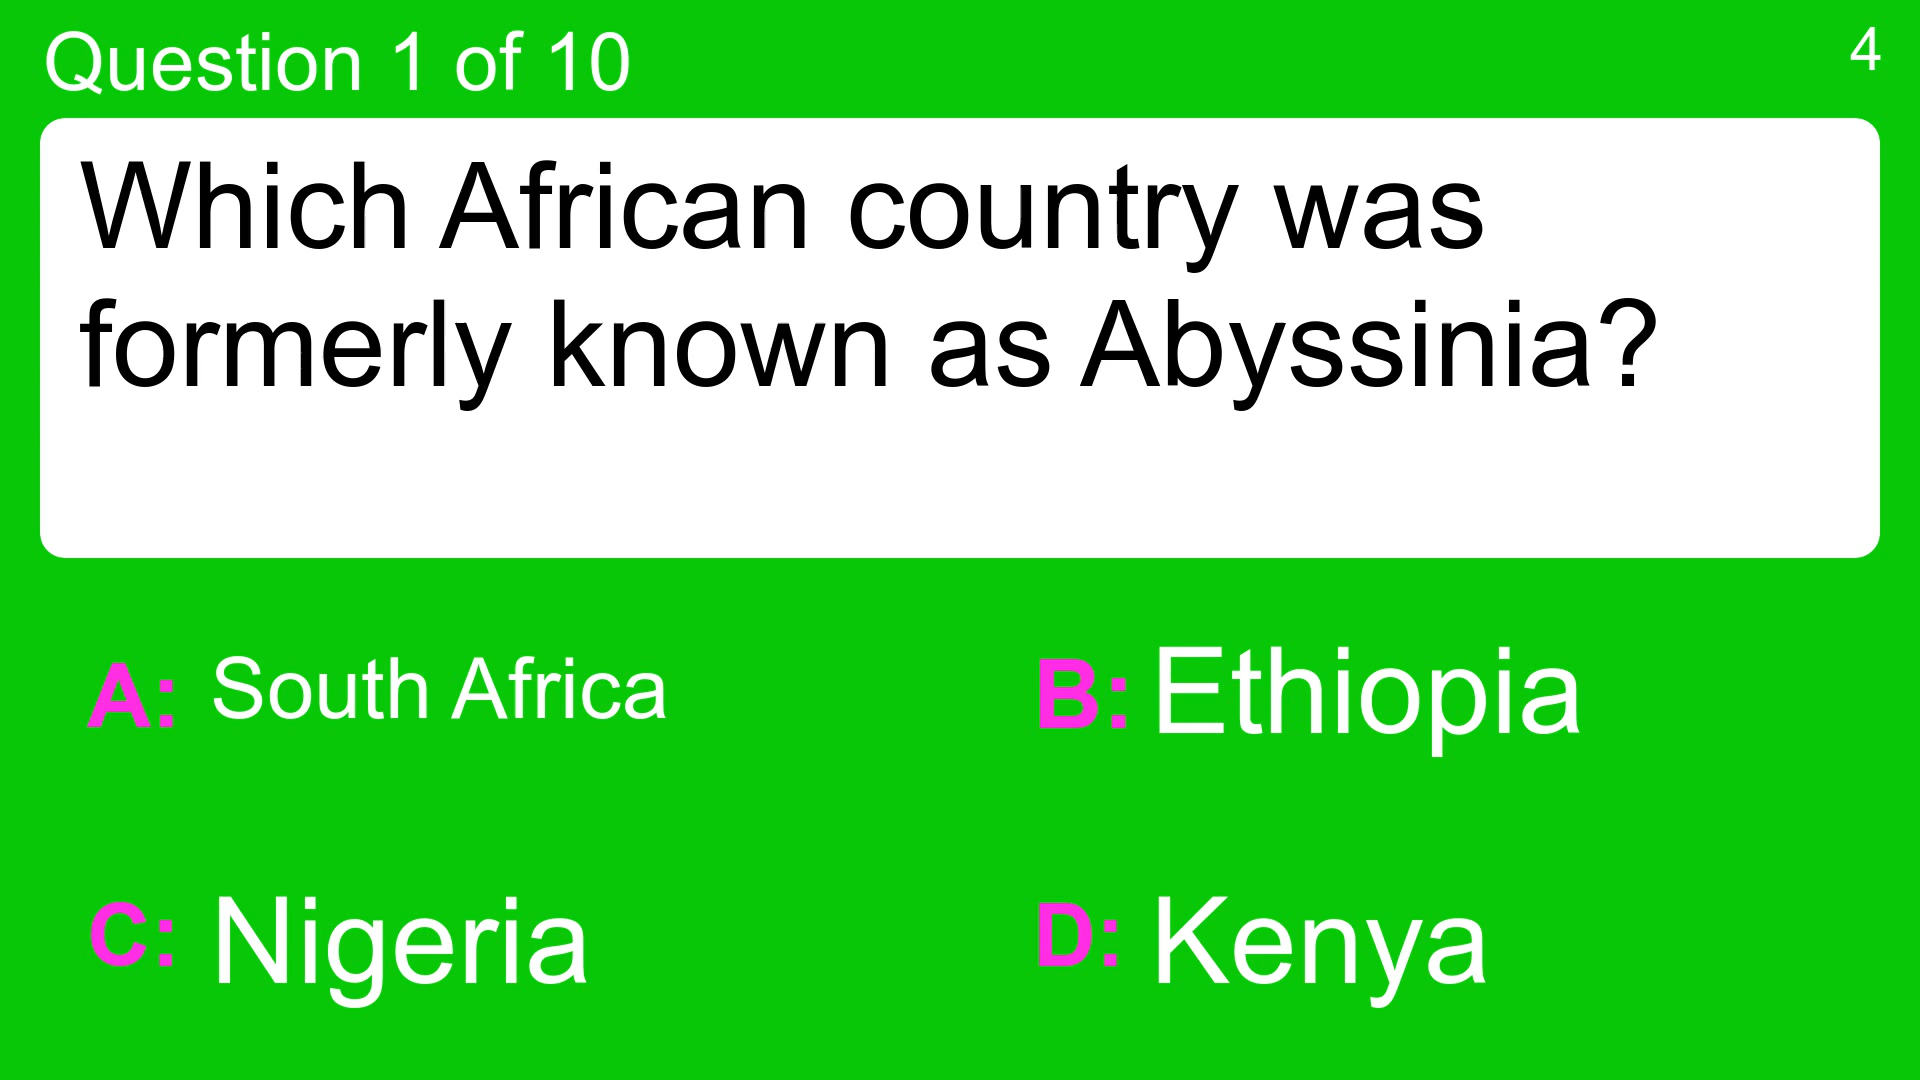 Question 1 of 10
4
Which African country was
formerly known as Abyssinia?
A: South Africa
B: Ethiopia
C: Nigeria
D: Kenya